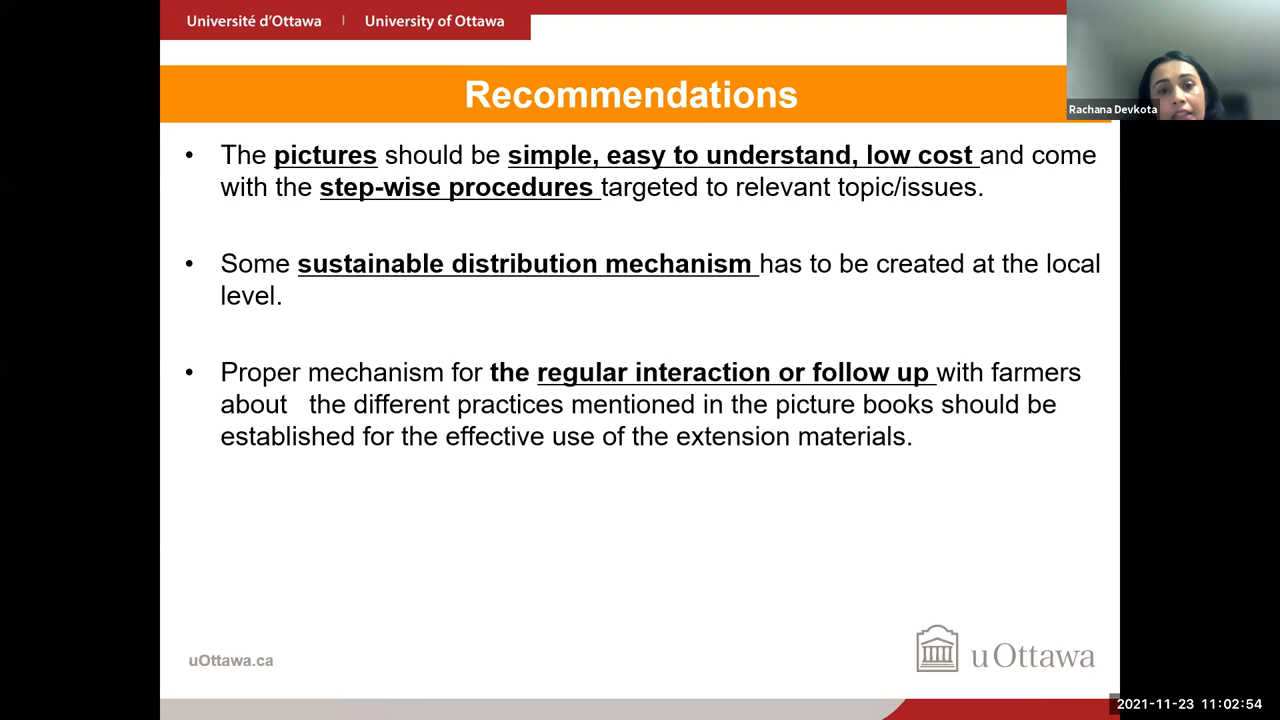 Université d'Ottawa | University of Ottawa
Recommendations
Rachana Devkota
• The pictures should be simple, easy to understand, low cost and come
with the step-wise procedures targeted to relevant topic/issues.
• Some sustainable distribution mechanism has to be created at the local
level.
• Proper mechanism for the regular interaction or follow up with farmers
about the different practices mentioned in the picture books should be
established for the effective use of the extension materials.
uOttawa.ca
uOttawa
2021-11-23 11:02:54